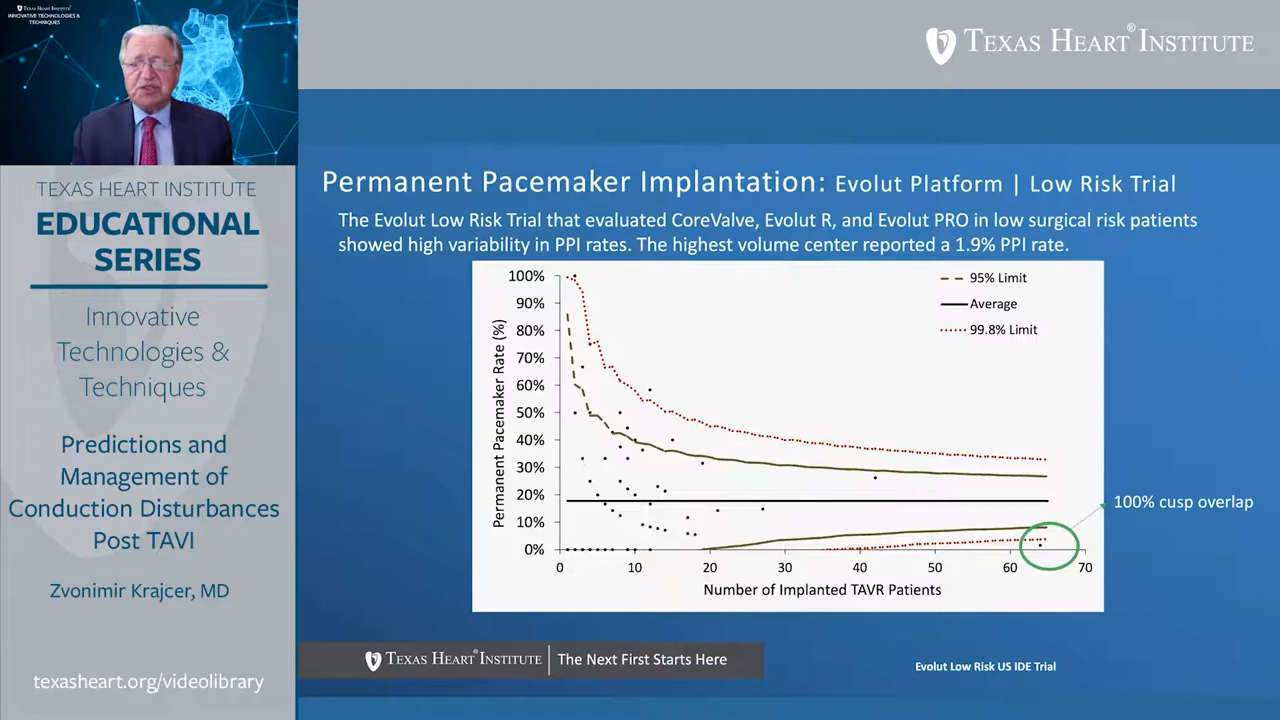 Texas Heart Institute
INNOVATIVE TECHNOLOGIES &
TECHNIQUES
TEXAS HEART® INSTITUTE
TEXAS HEART INSTITUTE
EDUCATIONAL
SERIES
Innovative
Technologies &
Techniques
Predictions and
Management of
Conduction Disturbances
Post TAVI
Zvonimir Krajcer, MD
texasheart.org/videolibrary
Permanent Pacemaker Implantation: Evolut Platform | Low Risk Trial
The Evolut Low Risk Trial that evaluated CoreValve, Evolut R, and Evolut PRO in low surgical risk patients
showed high variability in PPI rates. The highest volume center reported a 1.9% PPI rate.
Permanent Pacemaker Rate (%)
100%
90%
80%
70%
60%
50%
40%
30%
20%
10%
0%
95% Limit
Average
99.8% Limit
0 10 20 30 40 50 60 70
Number of Implanted TAVR Patients
100% cusp overlap
TEXAS HEART INSTITUTE | The Next First Starts Here
Evolut Low Risk US IDE Trial